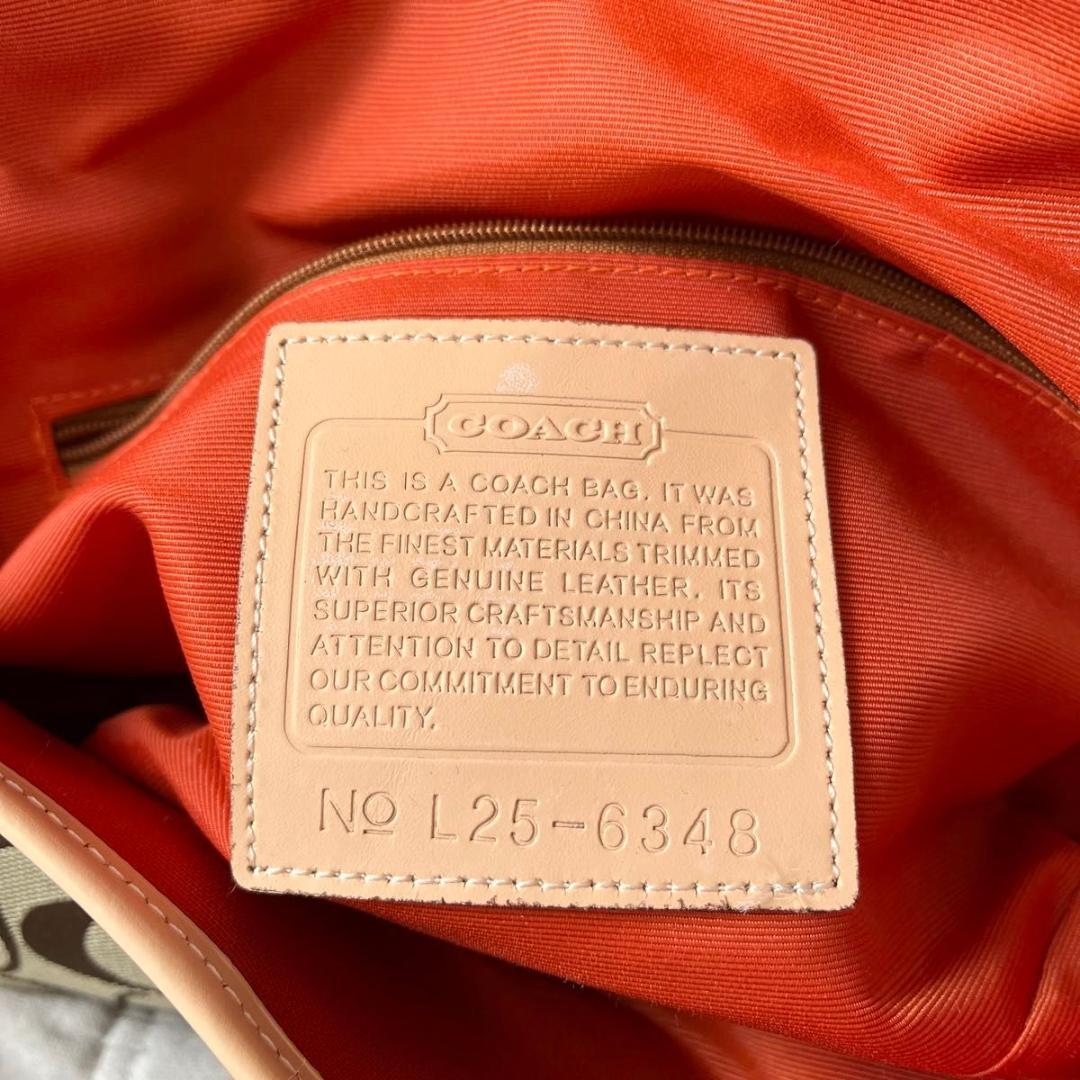 COACH
THIS IS A COACH BAG. IT WAS
HANDCRAFTED IN CHINA FROM
THE FINEST MATERIALS TRIMMED
WITH GENUINE LEATHER. ITS
SUPERIOR CRAFTSMANSHIP AND
ATTENTION TO DETAIL REPLECT
OUR COMMITMENT TO ENDURING
QUALITY.
No L25-6348